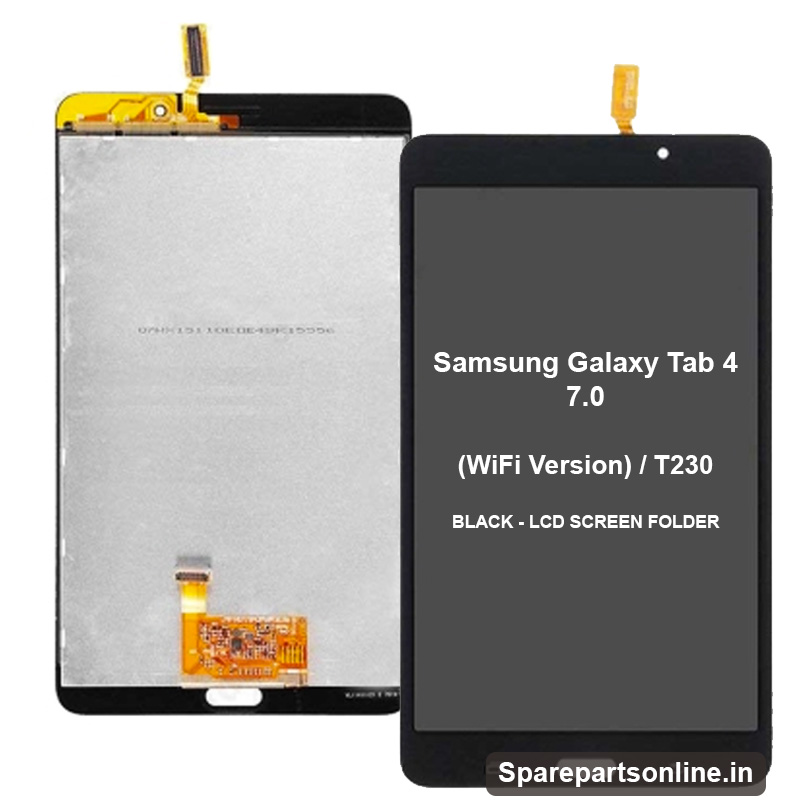 Samsung Galaxy Tab 4
7.0
(WiFi Version) / T230
BLACK - LCD SCREEN FOLDER
Sparepartsonline.in